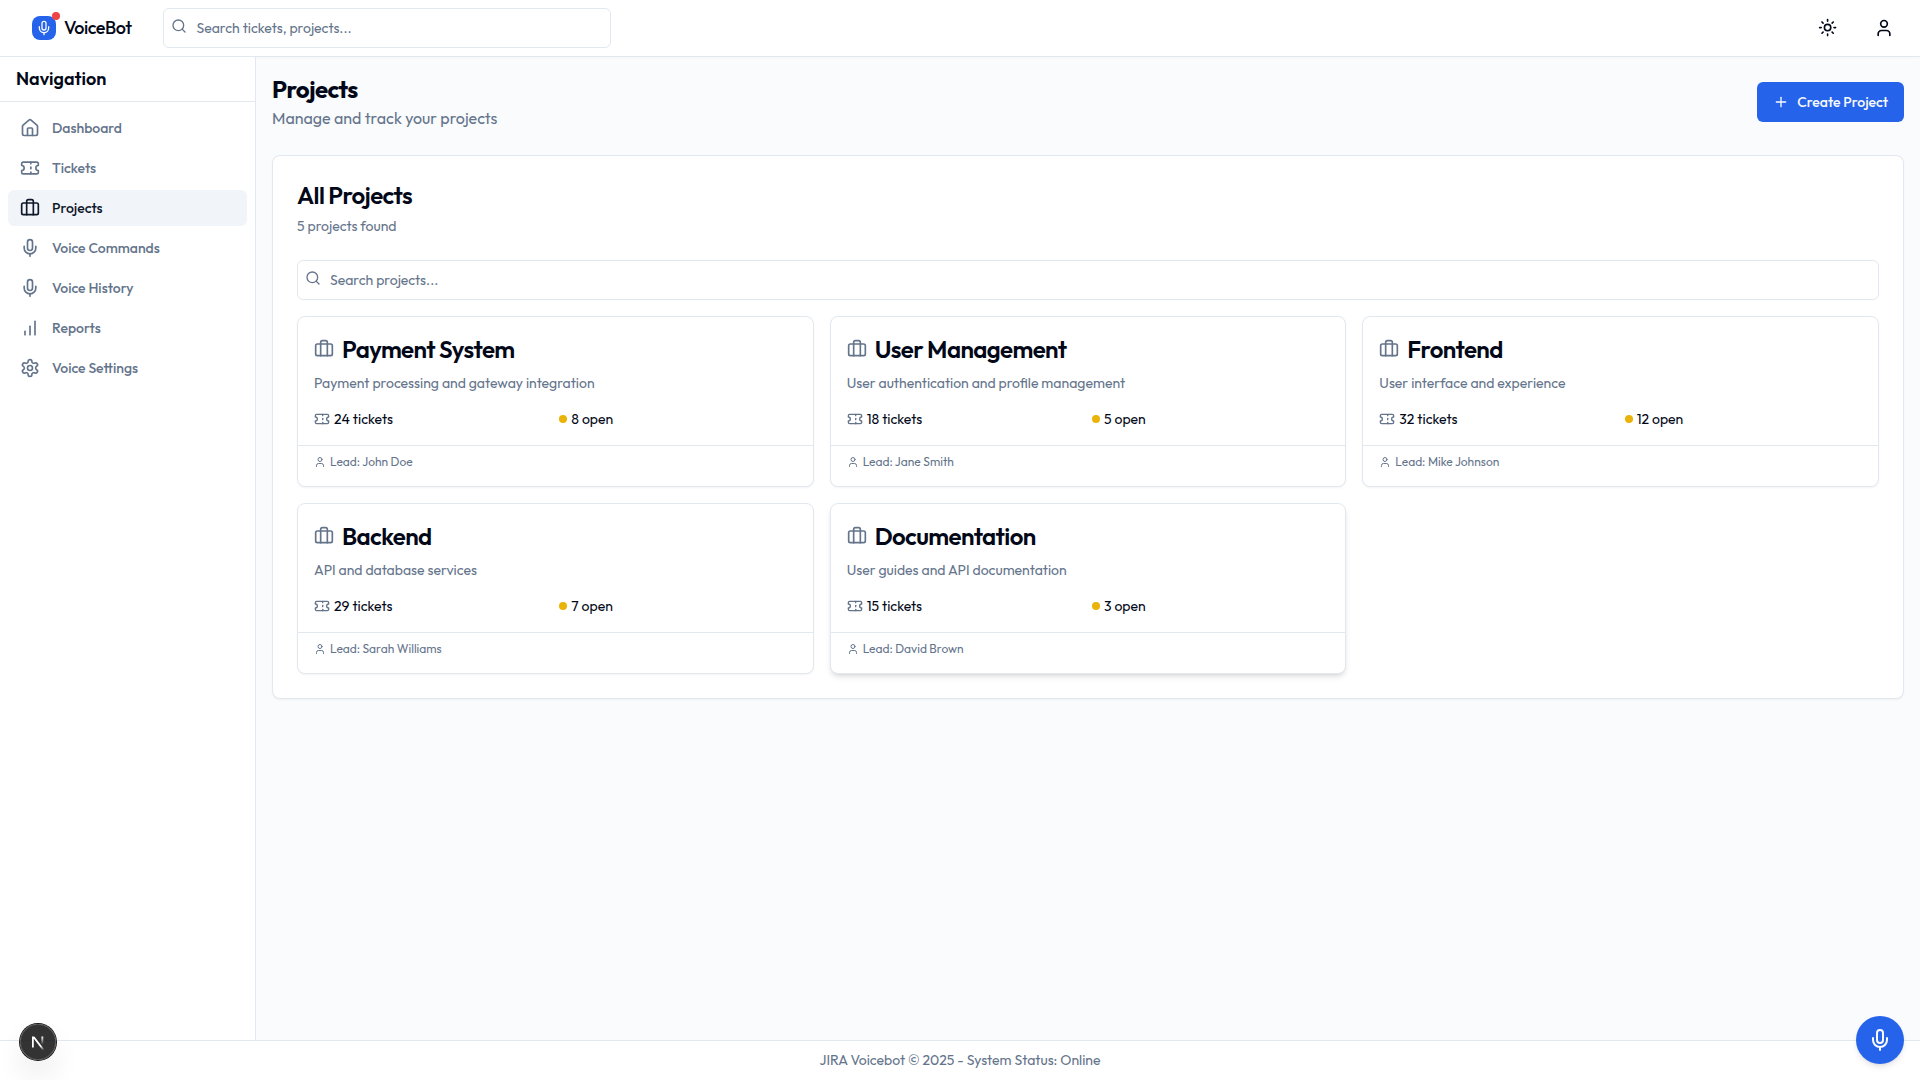 VoiceBot
Search tickets, projects...
Navigation
Dashboard
Tickets
Projects
Voice Commands
Voice History
Reports
Voice Settings
Projects
Manage and track your projects
Create Project
All Projects
5 projects found
Search projects...
Payment System
Payment processing and gateway integration
24 tickets
8 open
Lead: John Doe
User Management
User authentication and profile management
18 tickets
5 open
Lead: Jane Smith
Frontend
User interface and experience
32 tickets
12 open
Lead: Mike Johnson
Backend
API and database services
29 tickets
7 open
Lead: Sarah Williams
Documentation
User guides and API documentation
15 tickets
3 open
Lead: David Brown
N
JIRA Voicebot © 2025 - System Status: Online